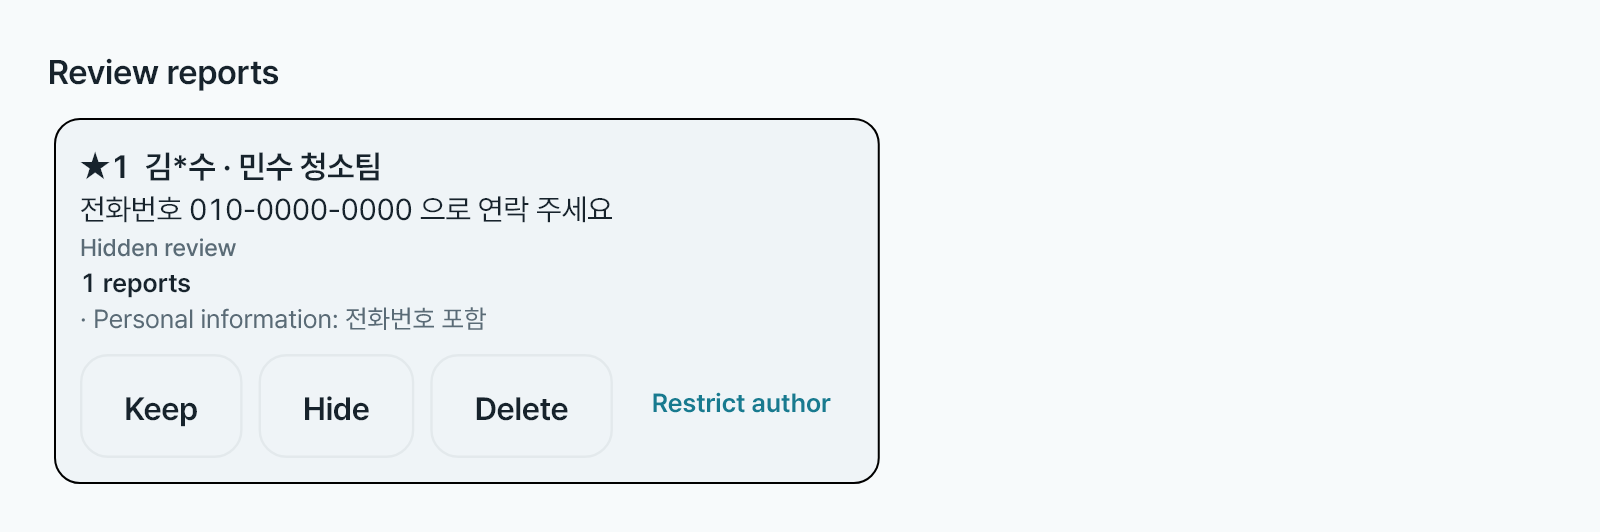 Review reports
★1 김*수 · 민수 청소팀
전화번호 010-0000-0000 으로 연락 주세요
Hidden review
1 reports
· Personal information: 전화번호 포함
Keep Hide Delete Restrict author